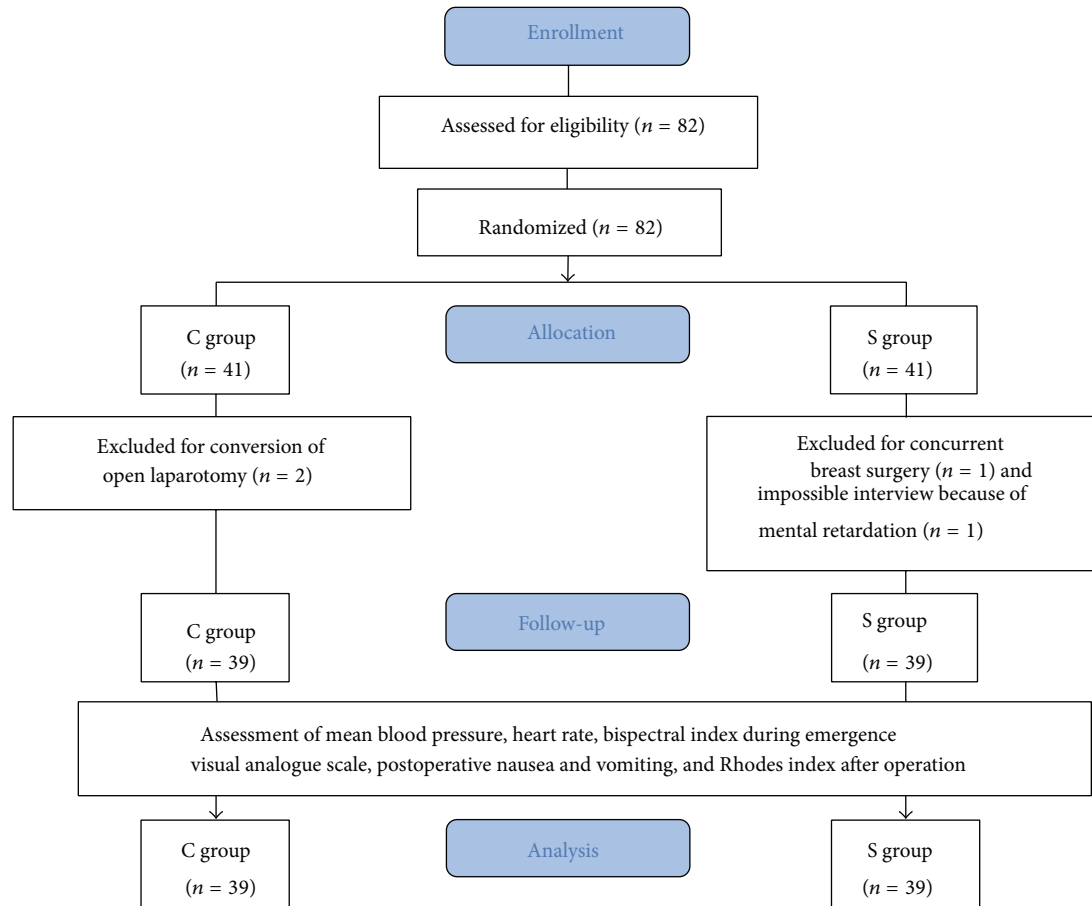 Enrollment
Assessed for eligibility (n = 82)
Randomized (n = 82)
C group
(n = 41)
Allocation
S group
(n = 41)
Excluded for conversion of
open laparotomy (n = 2)
Excluded for concurrent
breast surgery (n = 1) and
impossible interview because of
mental retardation (n = 1)
C group
(n = 39)
Follow-up
S group
(n = 39)
Assessment of mean blood pressure, heart rate, bispectral index during emergence
visual analogue scale, postoperative nausea and vomiting, and Rhodes index after operation
C group
(n = 39)
Analysis
S group
(n = 39)